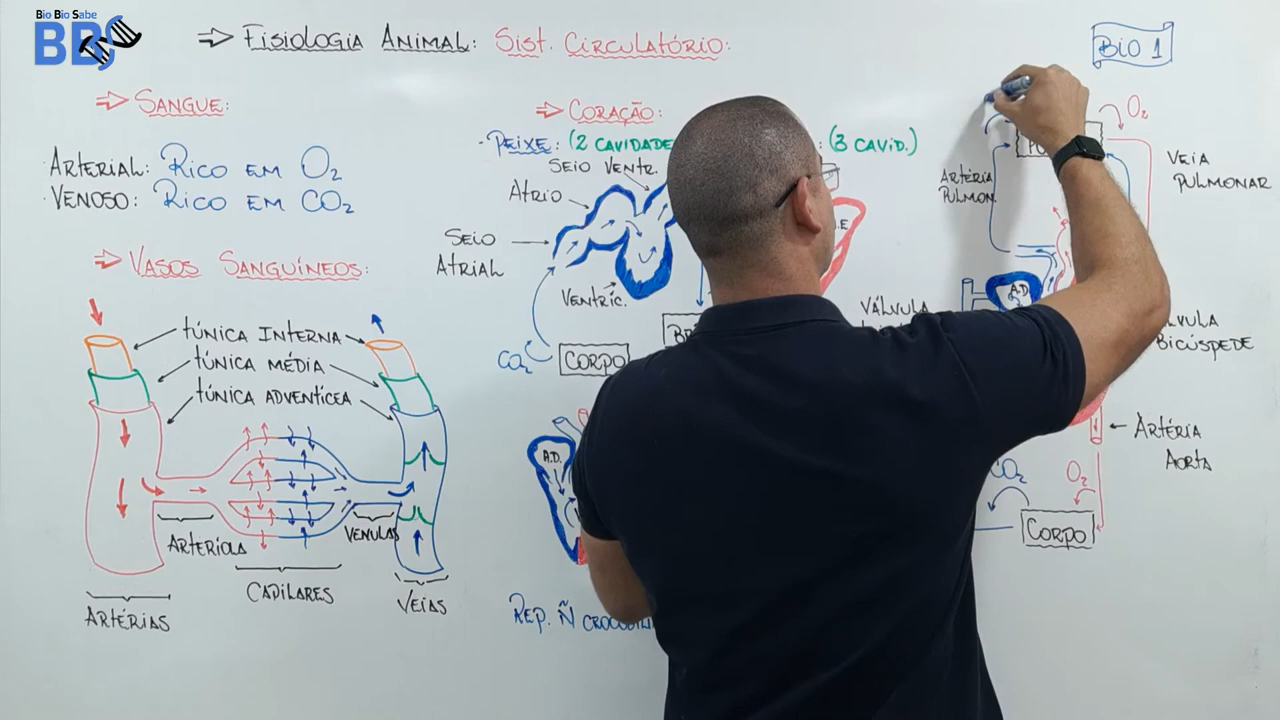 Bio Bio Sabe
BBS
⇒ Fisiologia Animal: Sist. Circulatório:
BIO 1
⇒ Sangue:
Arterial: Rico em O2
Venoso: Rico em CO2
⇒ Vasos Sanguíneos:
Túnica Interna
Túnica Média
Túnica Adventícea
Arteríola
Vênulas
Capilares
Artérias
Veias
⇒ Coração:
Peixe: (2 cavidade
: (3 cavid.)
Seio Ventr.
Átrio
Seio
Atrial
Ventríc.
CO2
Corpo
A.D.
Rep. Ñ
O2
Artéria
Pulmon.
Veia
Pulmonar
A.D
Válvula
Bicúspede
Artéria
Aorta
CO2
O2
Corpo